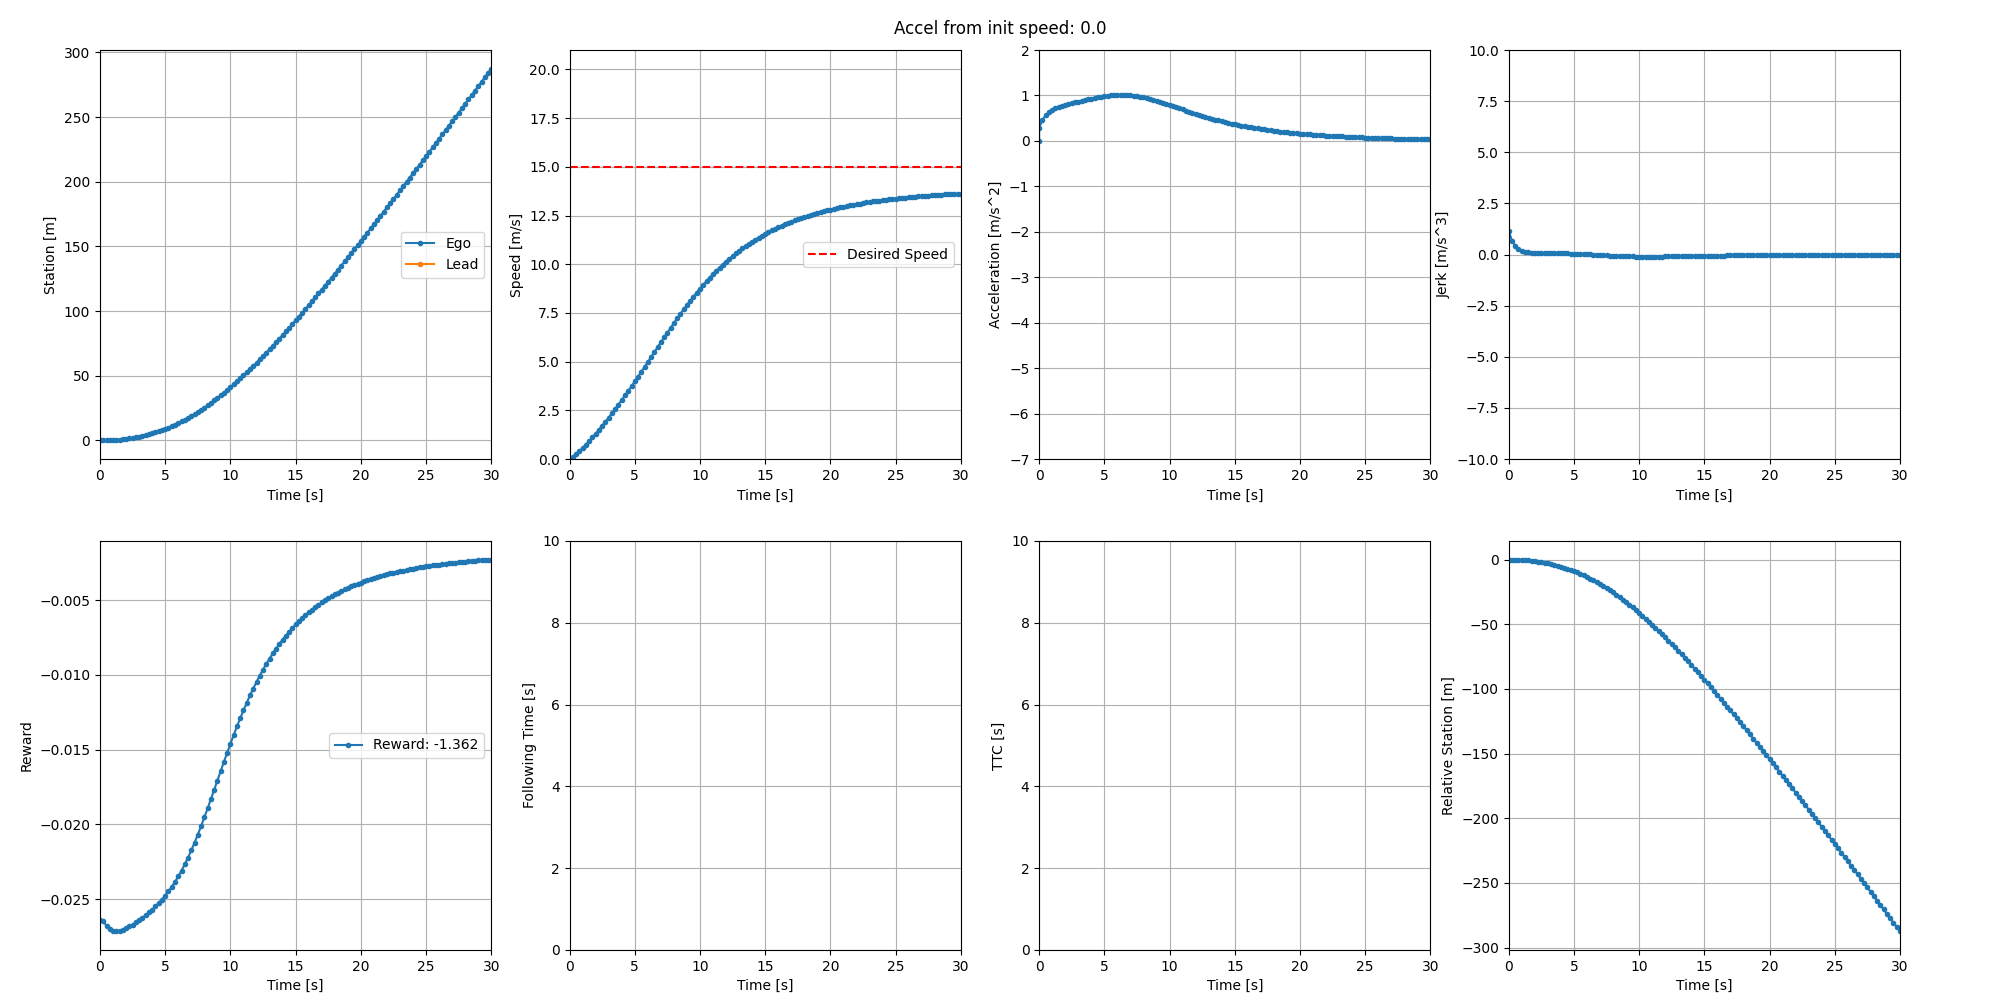 Accel from init speed: 0.0
300
250
200
150
100
50
0
Station [m]
Ego
Lead
0 5 10 15 20 25 30
Time [s]
20.0
17.5
15.0
12.5
10.0
7.5
5.0
2.5
0.0
Speed [m/s]
Desired Speed
0 5 10 15 20 25 30
Time [s]
2
1
0
−1
−2
−3
−4
−5
−6
−7
Acceleration [m/s^2]
0 5 10 15 20 25 30
Time [s]
10.0
7.5
5.0
2.5
0.0
−2.5
−5.0
−7.5
−10.0
Jerk [m/s^3]
0 5 10 15 20 25 30
Time [s]
−0.005
−0.010
−0.015
−0.020
−0.025
Reward
Reward: -1.362
0 5 10 15 20 25 30
Time [s]
10
8
6
4
2
0
Following Time [s]
0 5 10 15 20 25 30
Time [s]
10
8
6
4
2
0
TTC [s]
0 5 10 15 20 25 30
Time [s]
0
−50
−100
−150
−200
−250
−300
Relative Station [m]
0 5 10 15 20 25 30
Time [s]